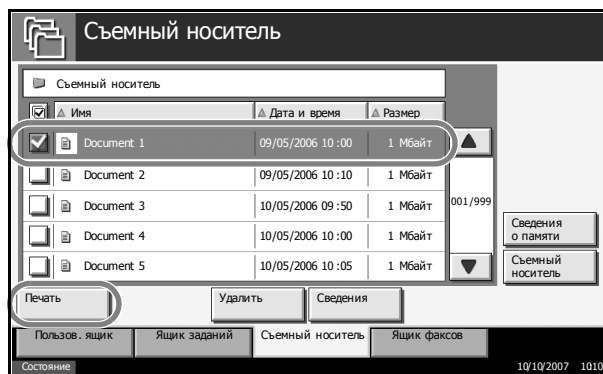 Съемный носитель
Съемный носитель
Имя Дата и время Размер
Document 1 09/05/2006 10:00 1 Мбайт
Document 2 09/05/2006 10:10 1 Мбайт
Document 3 10/05/2006 09:50 1 Мбайт
Document 4 10/05/2006 10:00 1 Мбайт
Document 5 10/05/2006 10:05 1 Мбайт
001/999
Сведения
о памяти
Съемный
носитель
Печать Удалить Сведения
Пользов. ящик Ящик заданий Съемный носитель Ящик факсов
Состояние 10/10/2007 1010